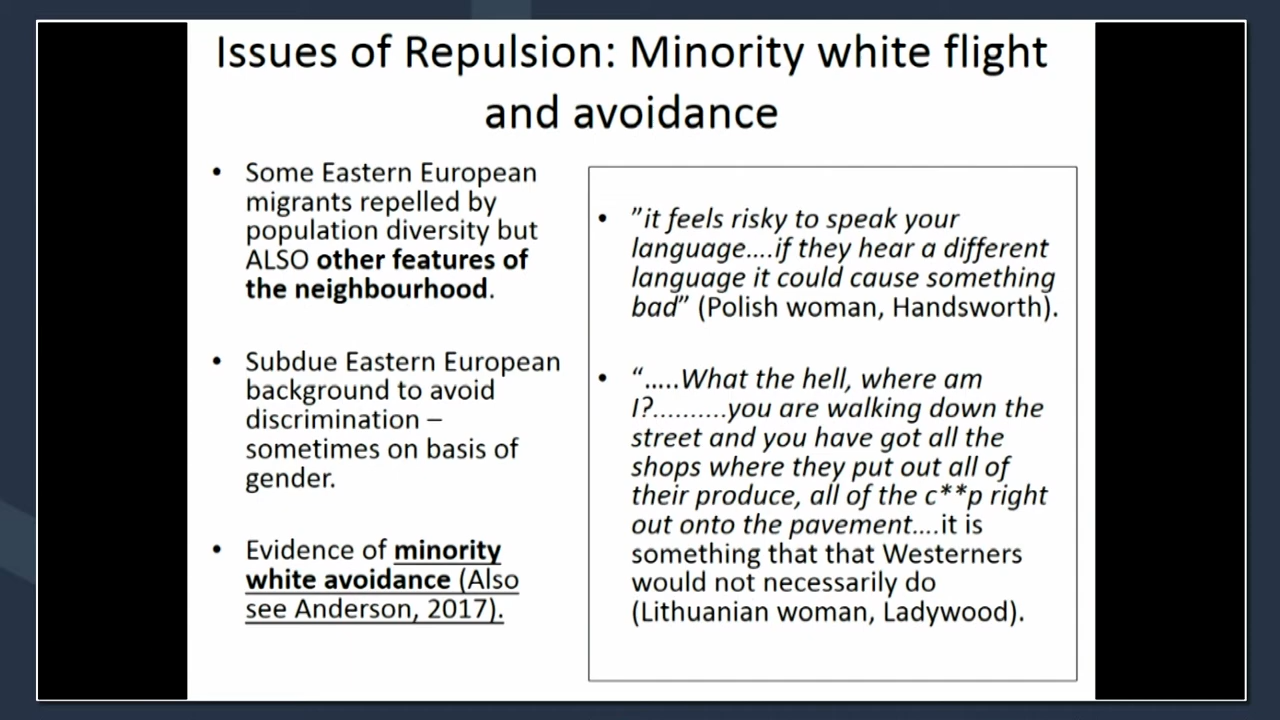 Issues of Repulsion: Minority white flight
and avoidance
• Some Eastern European
migrants repelled by
population diversity but
ALSO other features of
the neighbourhood.
• Subdue Eastern European
background to avoid
discrimination –
sometimes on basis of
gender.
• Evidence of minority
white avoidance (Also
see Anderson, 2017).
• ”it feels risky to speak your
language....if they hear a different
language it could cause something
bad” (Polish woman, Handsworth).
• “.....What the hell, where am
I?..........you are walking down the
street and you have got all the
shops where they put out all of
their produce, all of the c**p right
out onto the pavement....it is
something that that Westerners
would not necessarily do
(Lithuanian woman, Ladywood).